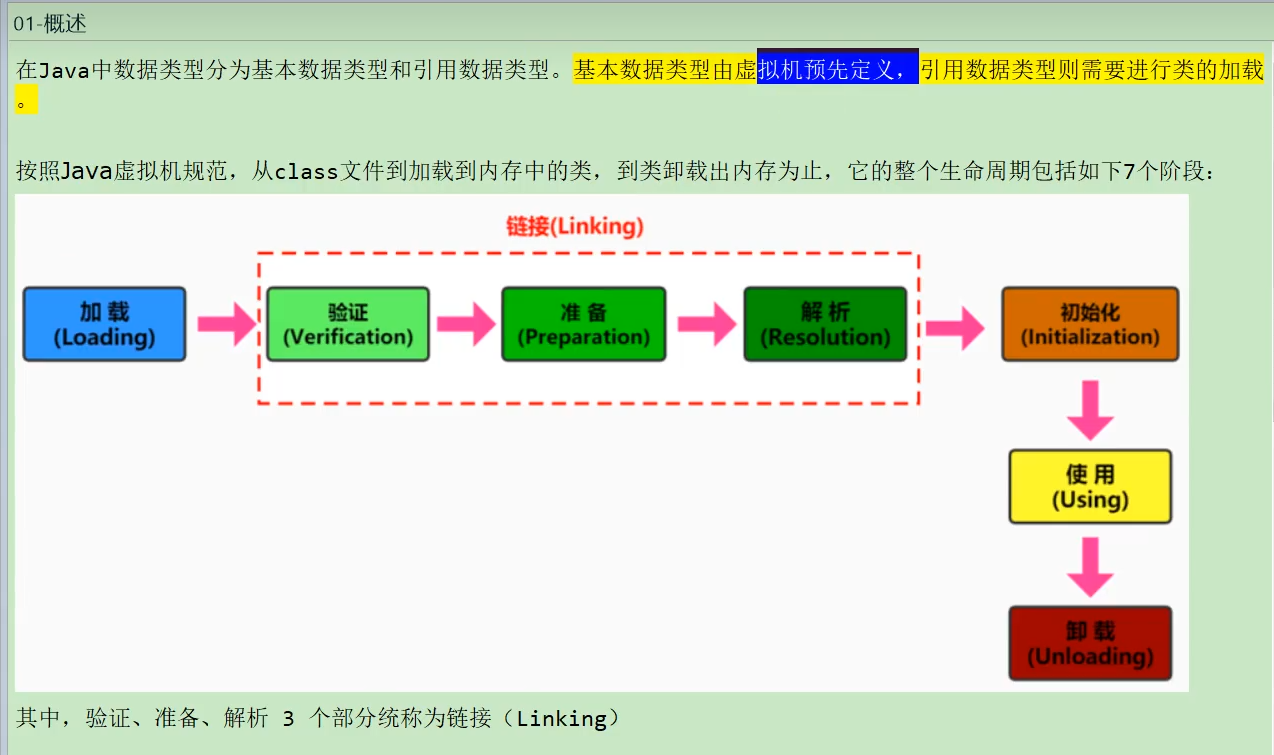 01-概述
在Java中数据类型分为基本数据类型和引用数据类型。基本数据类型由虚拟机预先定义，引用数据类型则需要进行类的加载
。
按照Java虚拟机规范，从class文件到加载到内存中的类，到类卸载出内存为止，它的整个生命周期包括如下7个阶段：
链接(Linking)
加 载
(Loading)
验证
(Verification)
准 备
(Preparation)
解 析
(Resolution)
初始化
(Initialization)
使 用
(Using)
卸 载
(Unloading)
其中，验证、准备、解析 3 个部分统称为链接（Linking）